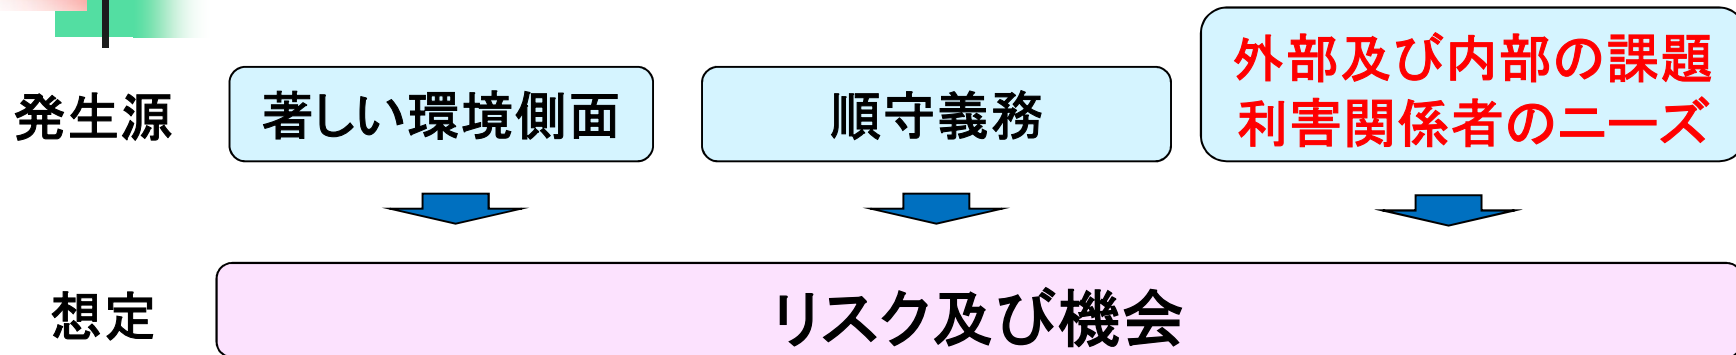 発生源
著しい環境側面
順守義務
外部及び内部の課題
利害関係者のニーズ
想定
リスク及び機会